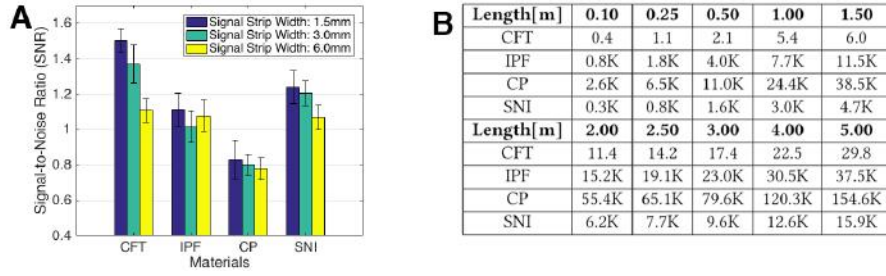 A
Signal-to-Noise Ratio (SNR)
1.6
1.4
1.2
1
0.8
0.6
0.4
Signal Strip Width: 1.5mm
Signal Strip Width: 3.0mm
Signal Strip Width: 6.0mm
CFT IPF CP SNI
Materials
B
Length[m] 0.10 0.25 0.50 1.00 1.50
CFT 0.4 1.1 2.1 5.4 6.0
IPF 0.8K 1.8K 4.0K 7.7K 11.5K
CP 2.6K 6.5K 11.0K 24.4K 38.5K
SNI 0.3K 0.8K 1.6K 3.0K 4.7K
Length[m] 2.00 2.50 3.00 4.00 5.00
CFT 11.4 14.2 17.4 22.5 29.8
IPF 15.2K 19.1K 23.0K 30.5K 37.5K
CP 55.4K 65.1K 79.6K 120.3K 154.6K
SNI 6.2K 7.7K 9.6K 12.6K 15.9K